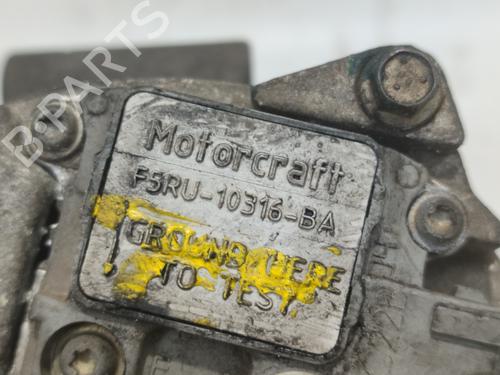 Motorcraft
F5RU-10316-BA
! GROUND HERE
TO TEST
B-PARTS